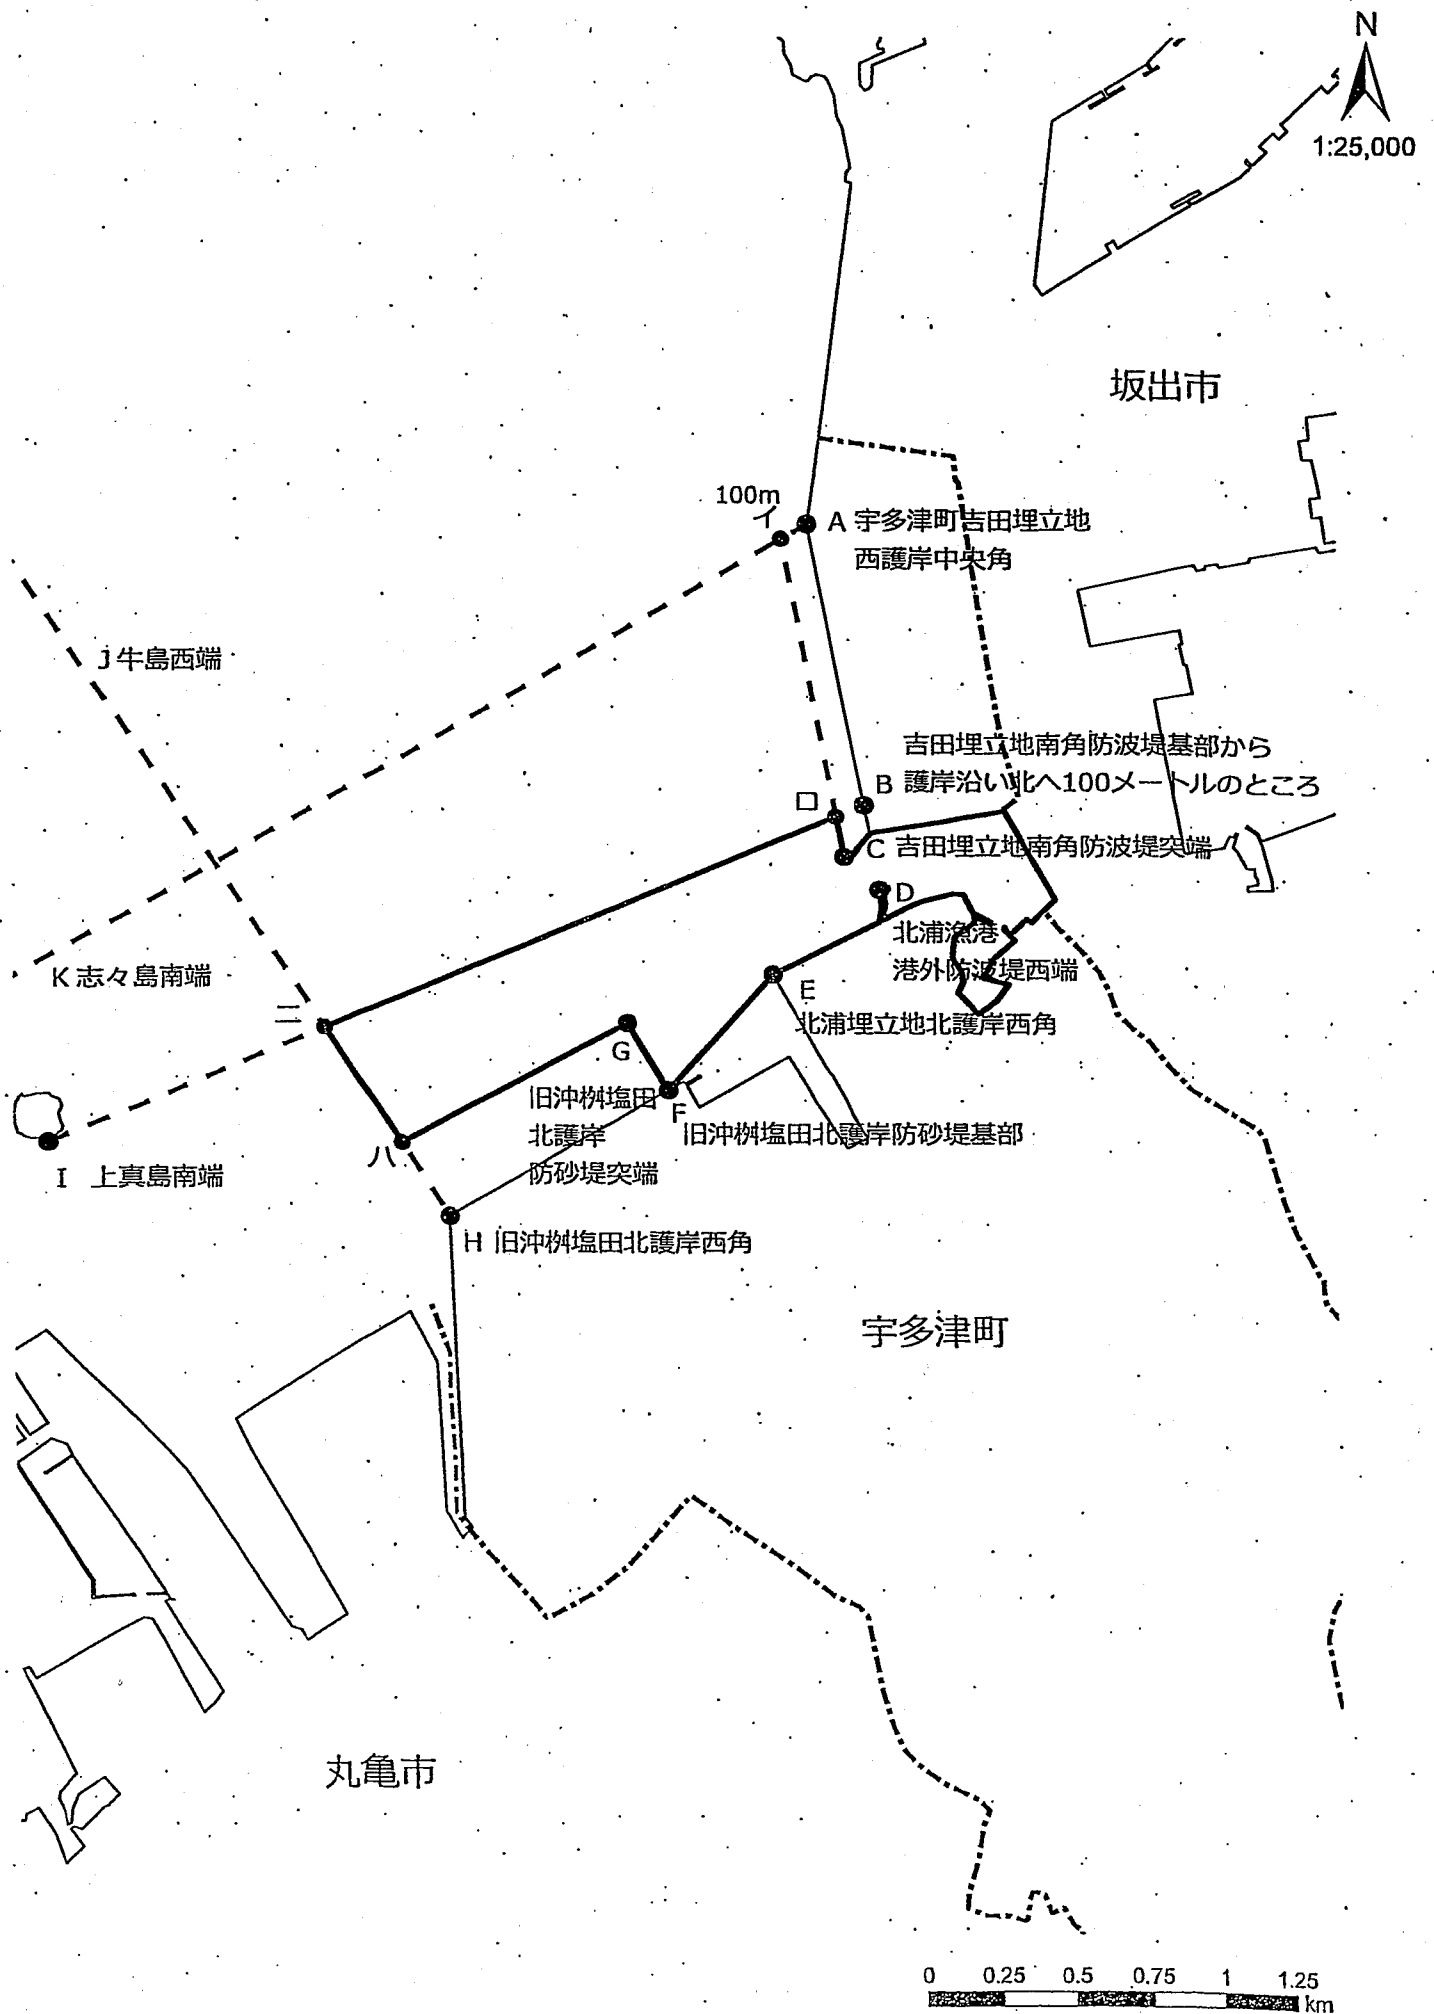 N
1:25,000
坂出市
100m
イ
A 宇多津町吉田埋立地
西護岸中央角
J 牛島西端
吉田埋立地南角防波堤基部から
B 護岸沿い北へ100メートルのところ
ロ
C 吉田埋立地南角防波堤突端
D
北浦漁港
港外防波堤西端
K 志々島南端
ニ
E
北浦埋立地北護岸西角
G
旧沖桝塩田
北護岸
防砂堤突端
F
旧沖桝塩田北護岸防砂堤基部
ハ
I 上真島南端
H 旧沖桝塩田北護岸西角
宇多津町
丸亀市
0 0.25 0.5 0.75 1 1.25
km